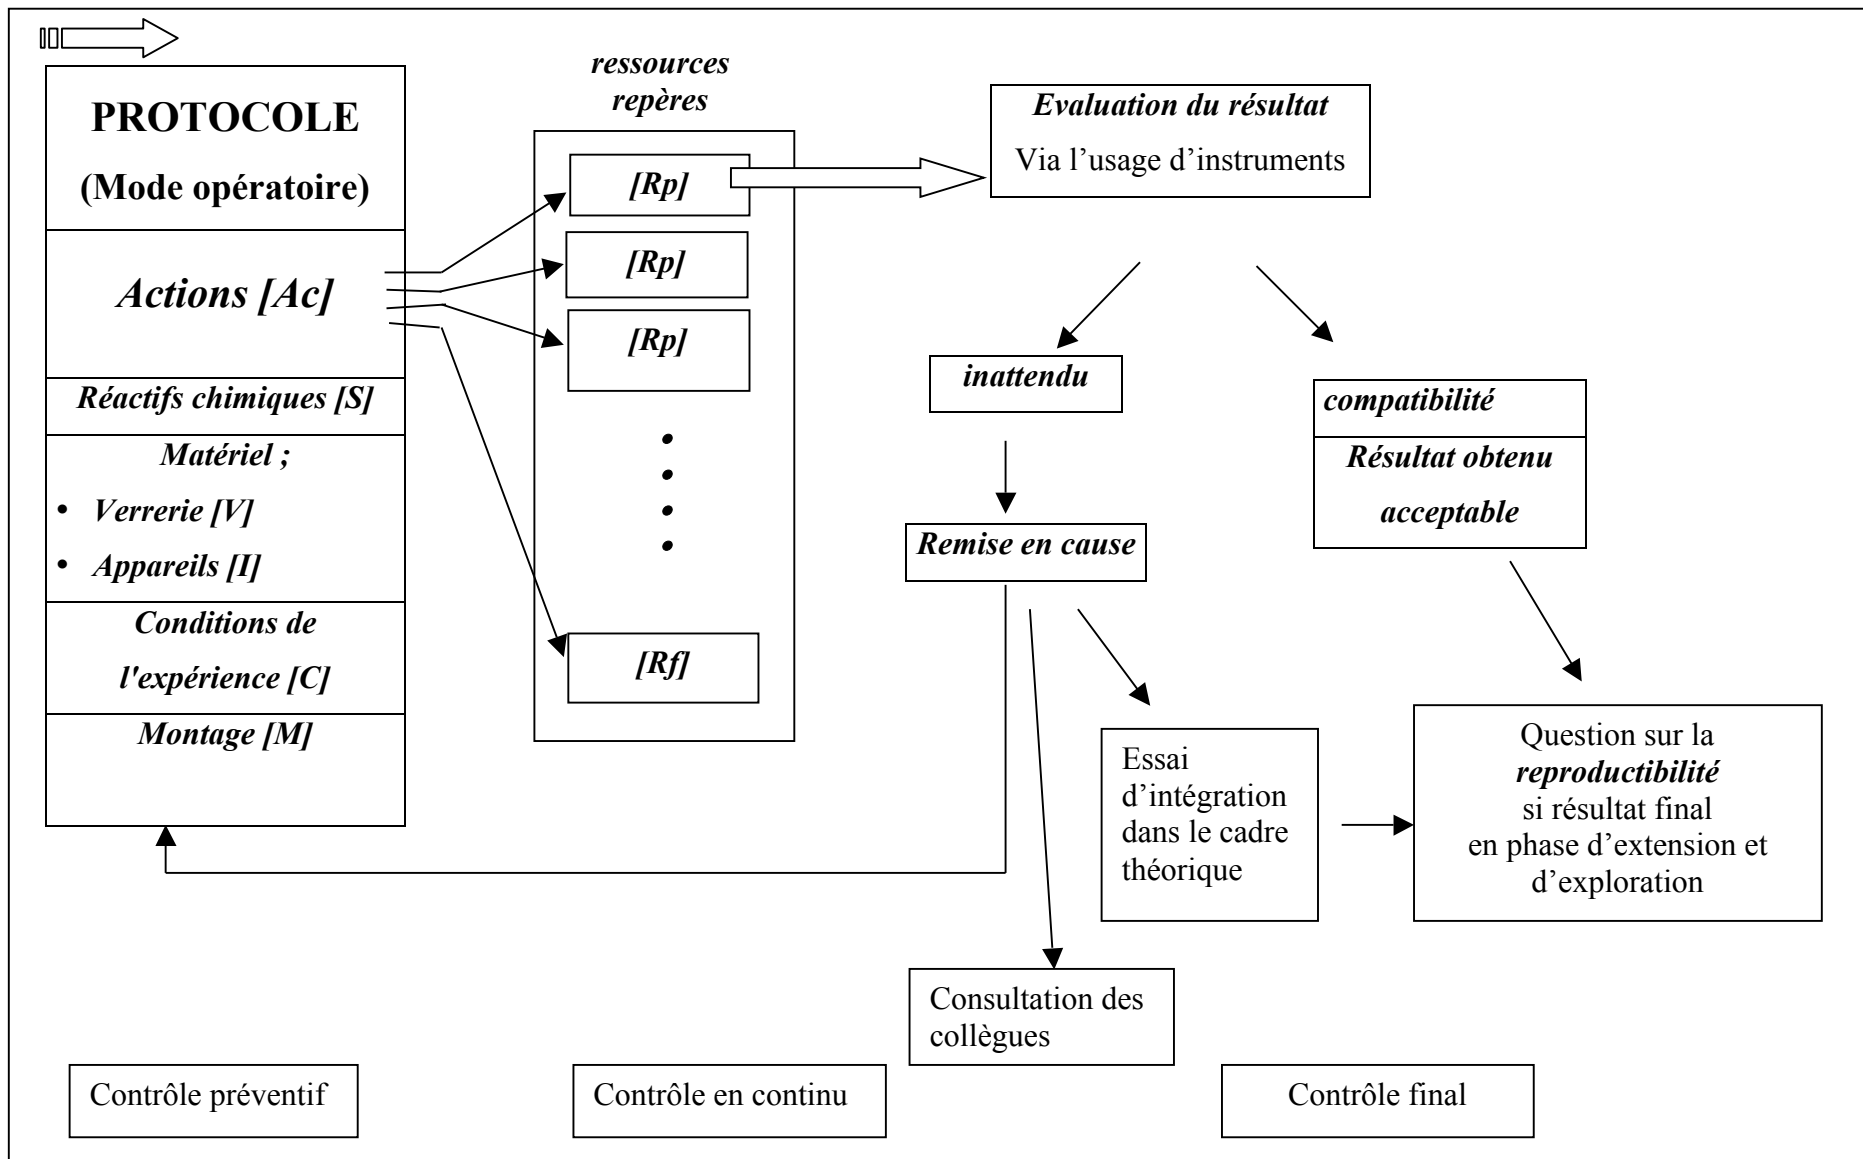 PROTOCOLE
(Mode opératoire)
Actions [Ac]
Réactifs chimiques [S]
Matériel ;
• Verrerie [V]
• Appareils [I]
Conditions de
l'expérience [C]
Montage [M]
ressources
repères
[Rp]
[Rp]
[Rp]
[Rf]
Evaluation du résultat
Via l’usage d’instruments
inattendu
compatibilité
Résultat obtenu
acceptable
Remise en cause
Essai
d’intégration
dans le cadre
théorique
Question sur la
reproductibilité
si résultat final
en phase d’extension et
d’exploration
Consultation des
collègues
Contrôle préventif
Contrôle en continu
Contrôle final